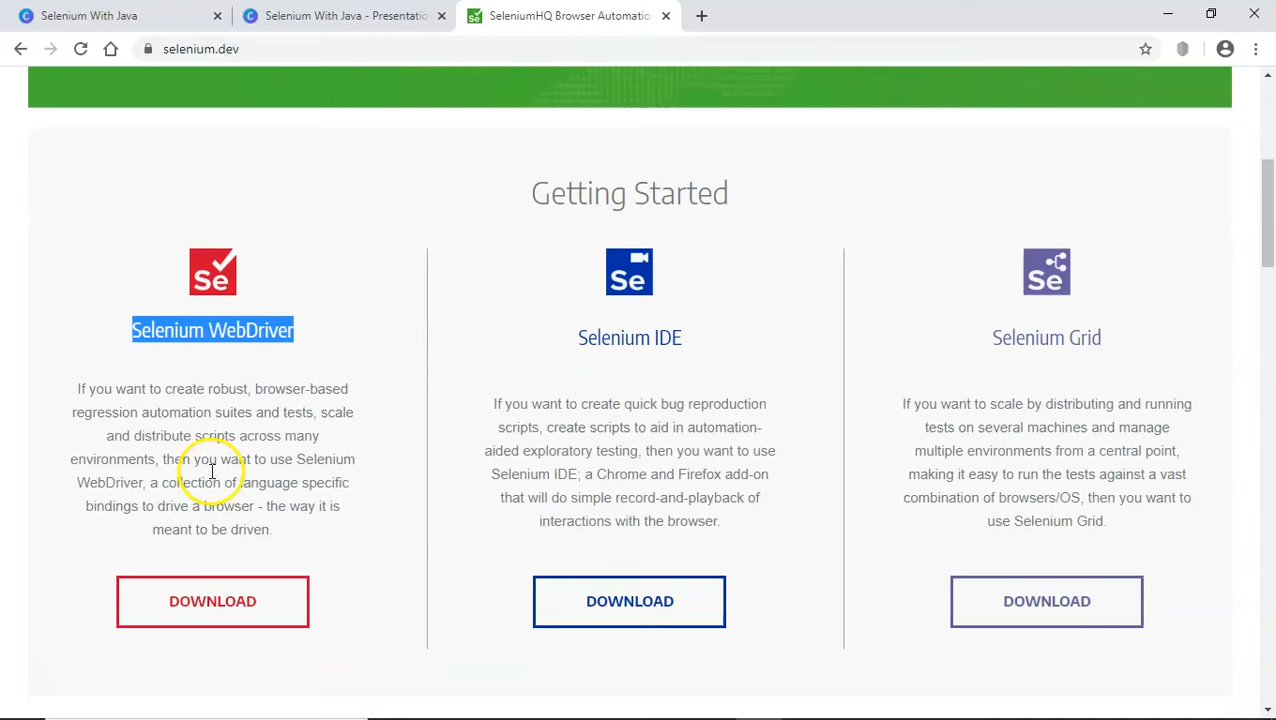 Selenium With Java
Selenium With Java - Presentatio
SeleniumHQ Browser Automatio
selenium.dev
Getting Started
Se
Selenium WebDriver
If you want to create robust, browser-based
regression automation suites and tests, scale
and distribute scripts across many
environments, then you want to use Selenium
WebDriver, a collection of language specific
bindings to drive a browser - the way it is
meant to be driven.
DOWNLOAD
Se
Selenium IDE
If you want to create quick bug reproduction
scripts, create scripts to aid in automation-
aided exploratory testing, then you want to use
Selenium IDE; a Chrome and Firefox add-on
that will do simple record-and-playback of
interactions with the browser.
DOWNLOAD
Se
Selenium Grid
If you want to scale by distributing and running
tests on several machines and manage
multiple environments from a central point,
making it easy to run the tests against a vast
combination of browsers/OS, then you want to
use Selenium Grid.
DOWNLOAD